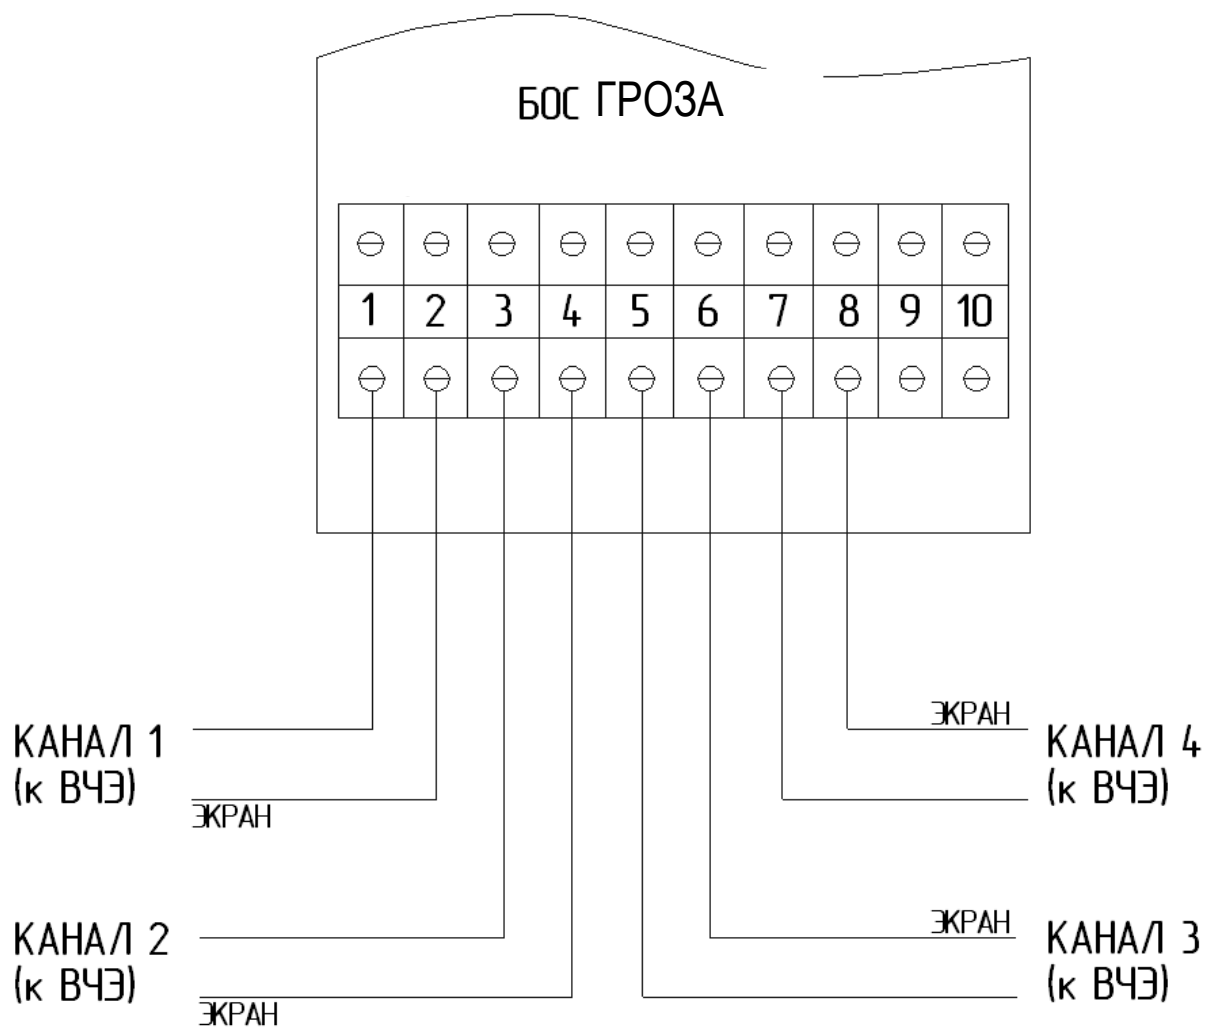 БОС ГРОЗА
1 2 3 4 5 6 7 8 9 10
КАНАЛ 1
(к ВЧЭ)
ЭКРАН
ЭКРАН
КАНАЛ 4
(к ВЧЭ)
КАНАЛ 2
(к ВЧЭ)
ЭКРАН
ЭКРАН
КАНАЛ 3
(к ВЧЭ)